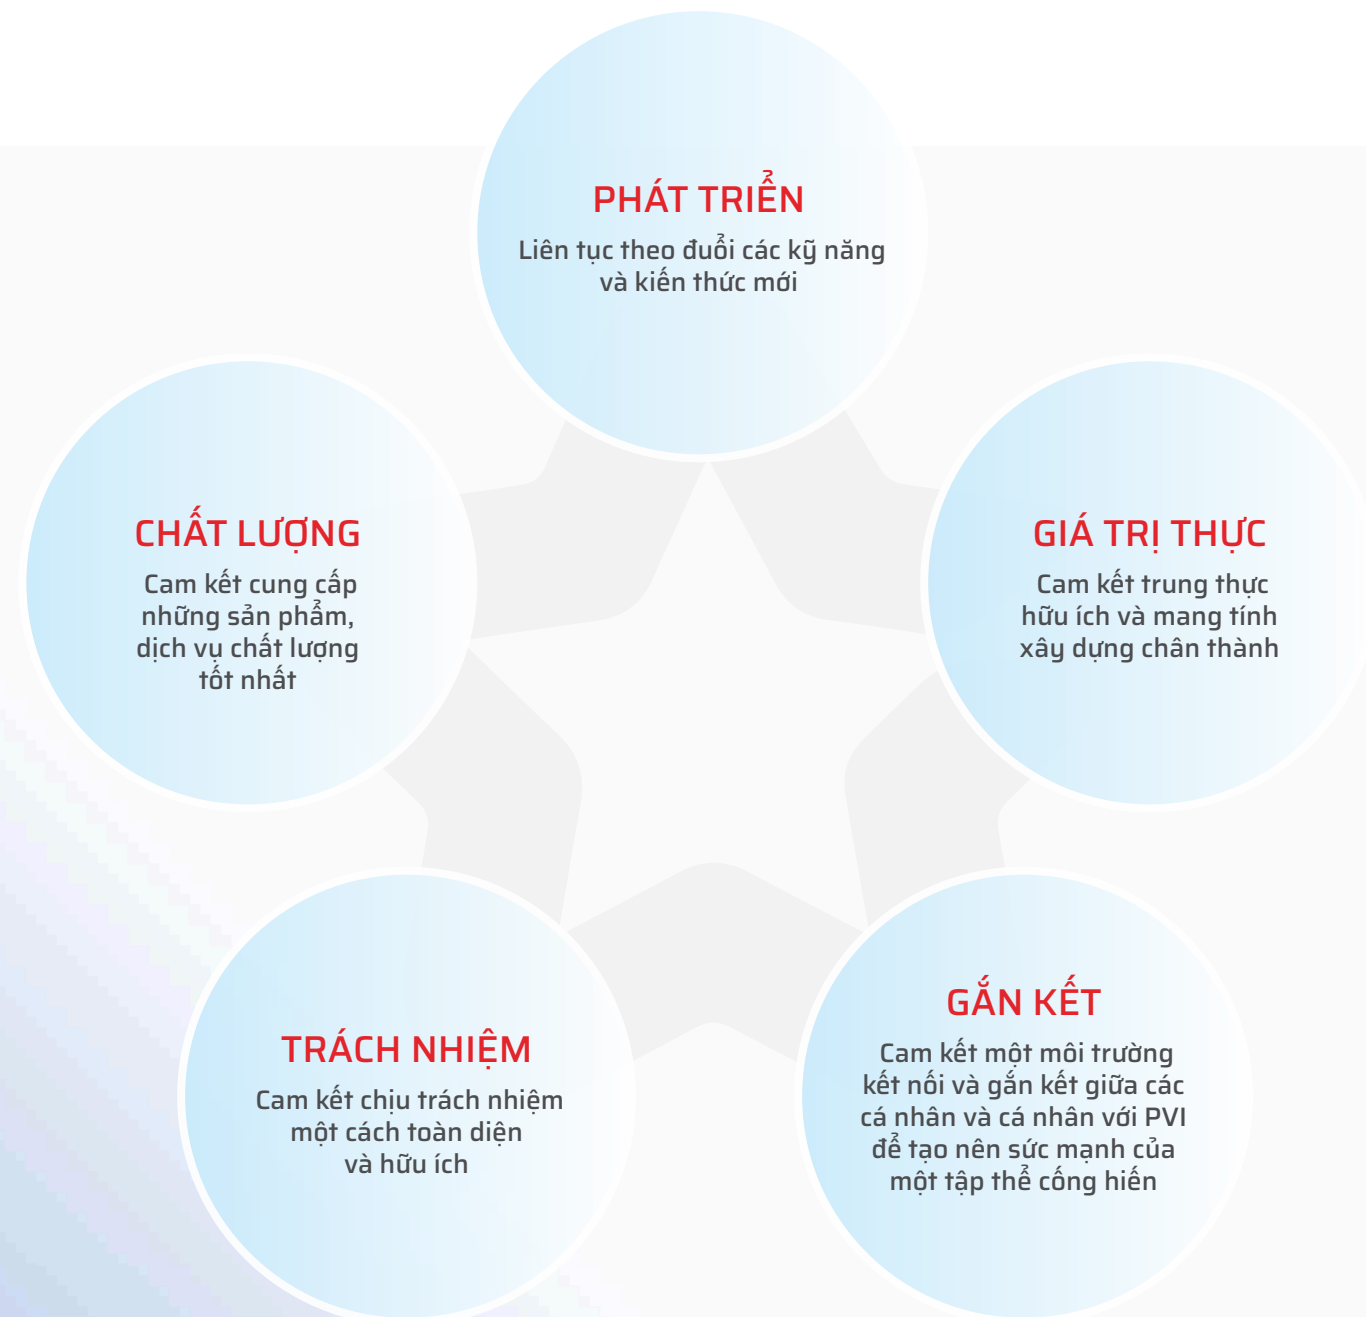 PHÁT TRIỂN
Liên tục theo đuổi các kỹ năng
và kiến thức mới
CHẤT LƯỢNG
Cam kết cung cấp
những sản phẩm,
dịch vụ chất lượng
tốt nhất
GIÁ TRỊ THỰC
Cam kết trung thực
hữu ích và mang tính
xây dựng chân thành
TRÁCH NHIỆM
Cam kết chịu trách nhiệm
một cách toàn diện
và hữu ích
GẮN KẾT
Cam kết một môi trường
kết nối và gắn kết giữa các
cá nhân và cá nhân với PVI
để tạo nên sức mạnh của
một tập thể cống hiến